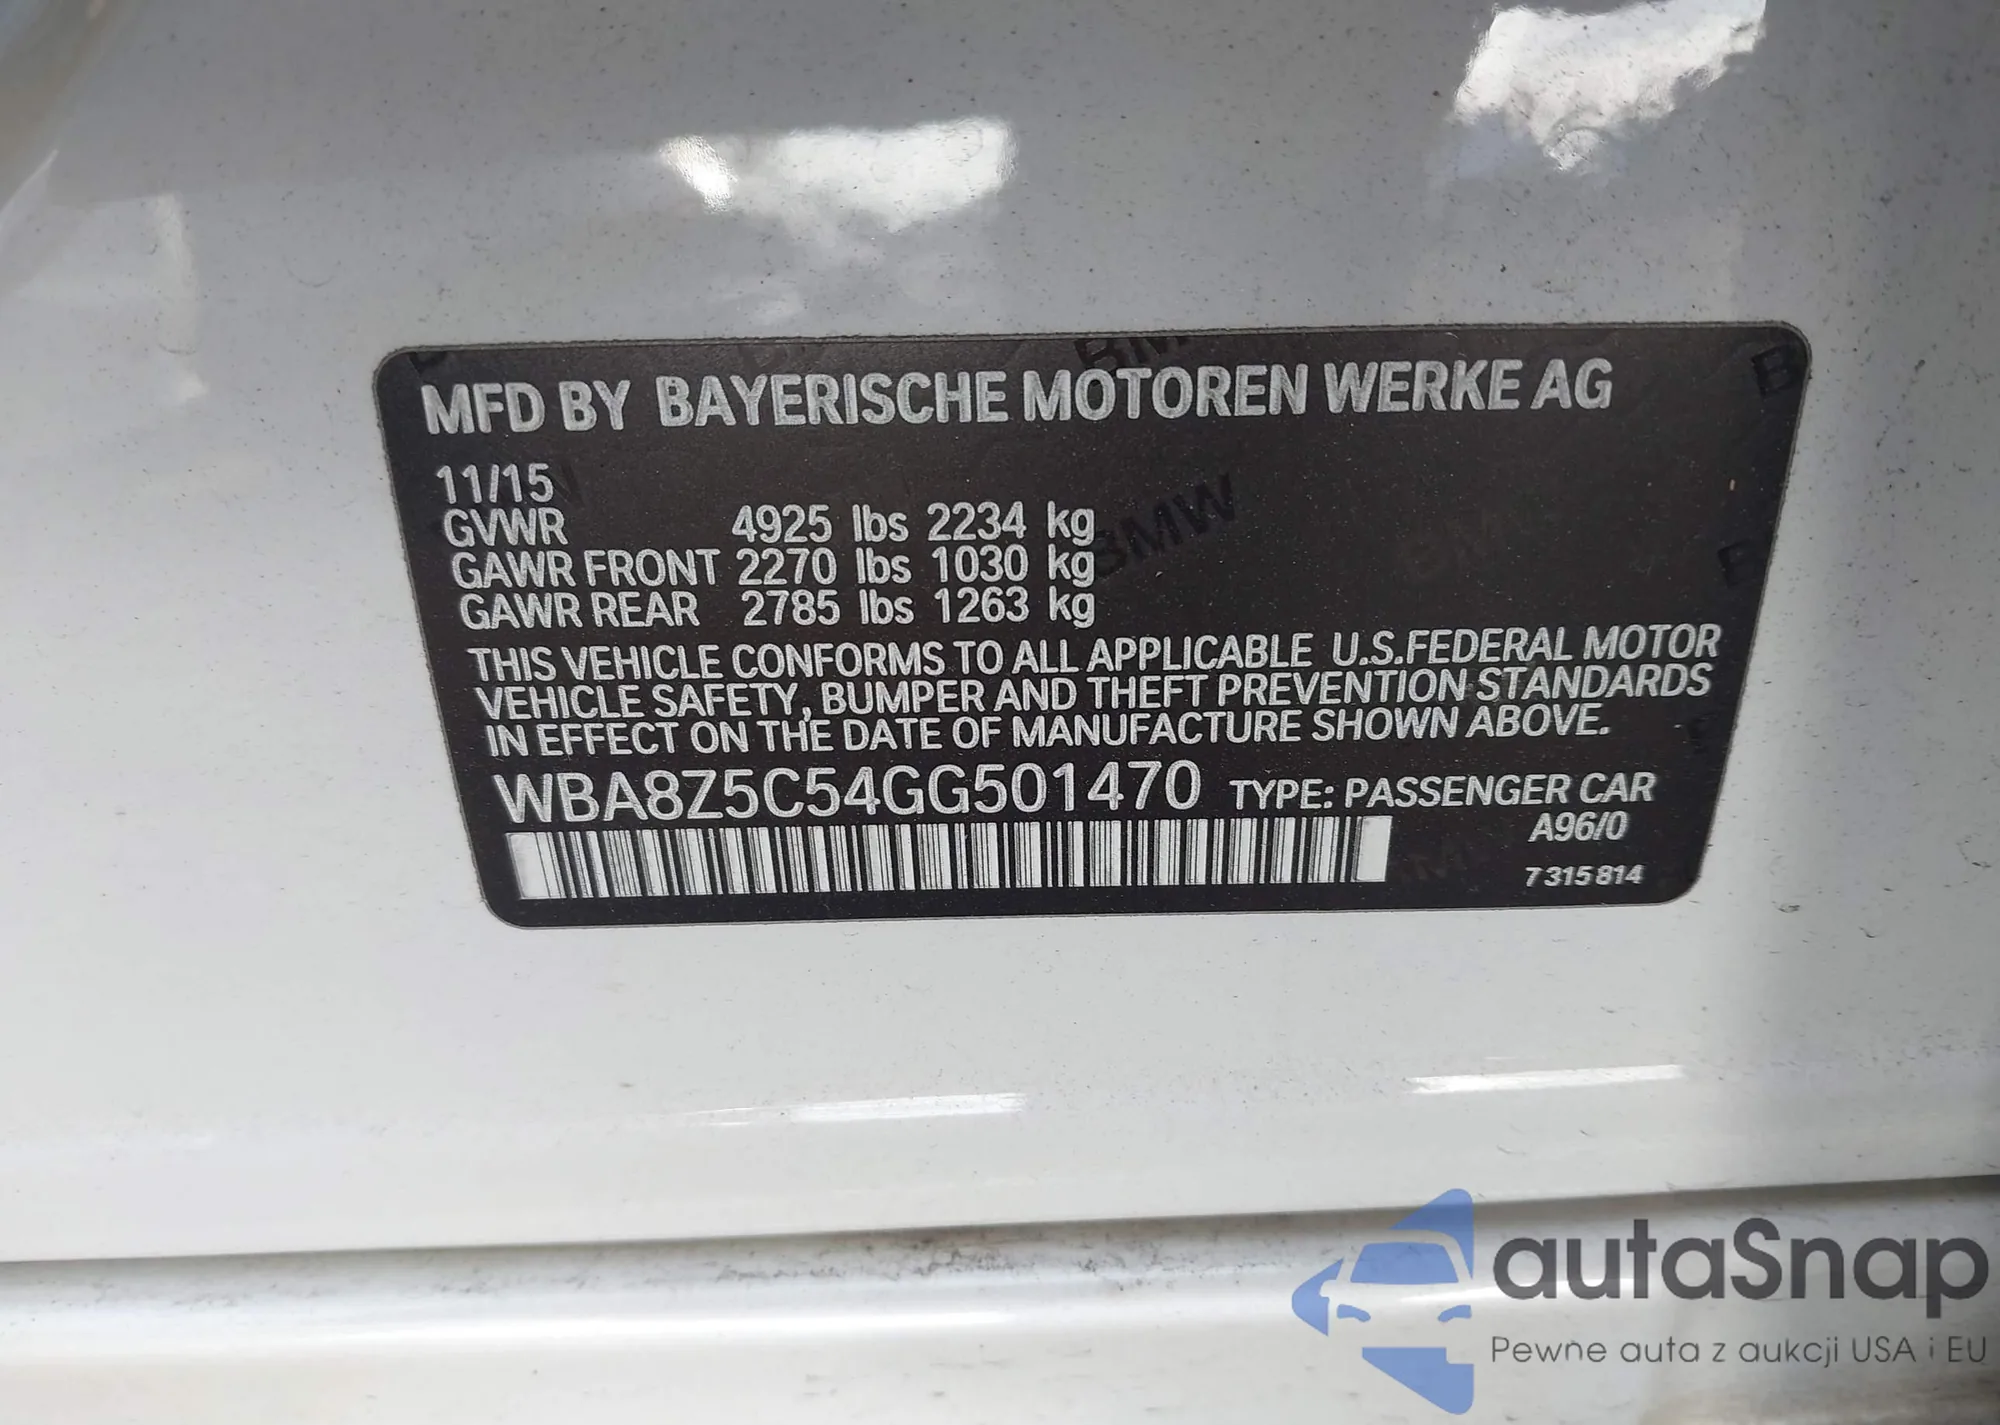 MFD BY BAYERISCHE MOTOREN WERKE AG
11/15
GVWR 4925 lbs 2234 kg
GAWR FRONT 2270 lbs 1030 kg
GAWR REAR 2785 lbs 1263 kg
THIS VEHICLE CONFORMS TO ALL APPLICABLE U.S.FEDERAL MOTOR
VEHICLE SAFETY, BUMPER AND THEFT PREVENTION STANDARDS
IN EFFECT ON THE DATE OF MANUFACTURE SHOWN ABOVE.
WBA8Z5C54GG501470 TYPE: PASSENGER CAR
A96/0
7 315 814
BMW
autaSnap
Pewne auta z aukcji USA i EU